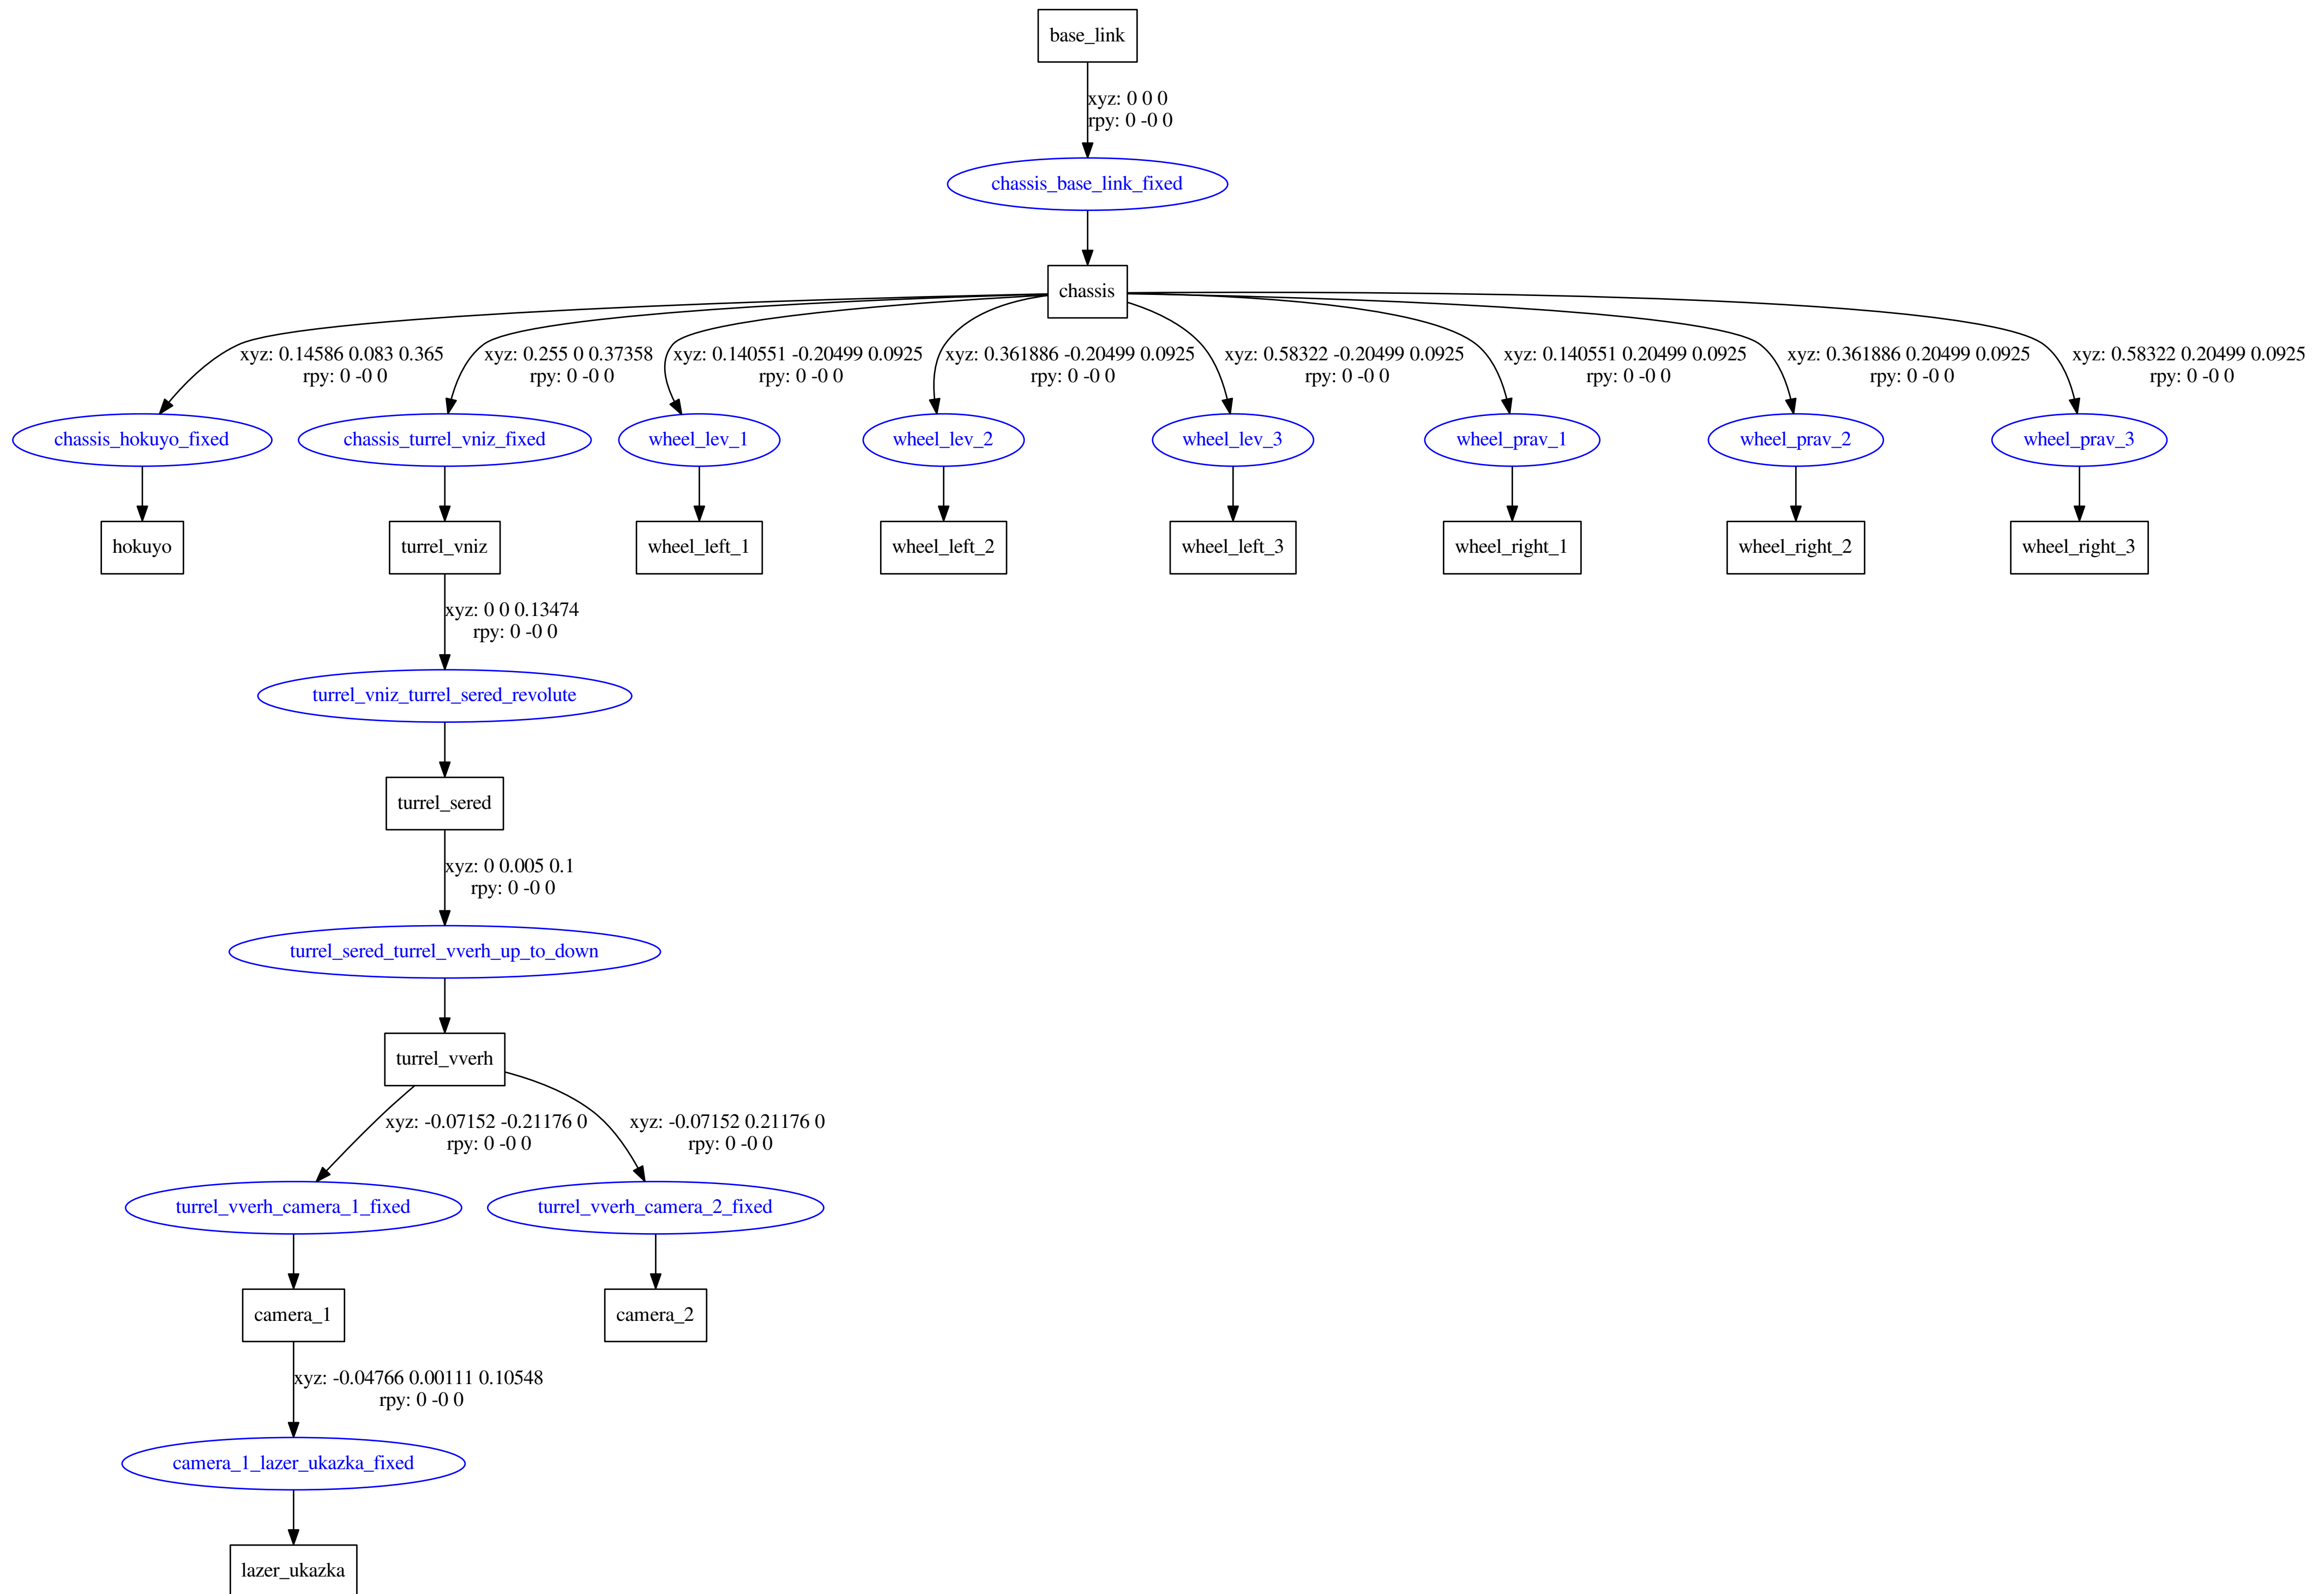 base_link
xyz: 0 0 0
rpy: 0 -0 0
chassis_base_link_fixed
chassis
xyz: 0.14586 0.083 0.365
rpy: 0 -0 0
xyz: 0.255 0 0.37358
rpy: 0 -0 0
xyz: 0.140551 -0.20499 0.0925
rpy: 0 -0 0
xyz: 0.361886 -0.20499 0.0925
rpy: 0 -0 0
xyz: 0.58322 -0.20499 0.0925
rpy: 0 -0 0
xyz: 0.140551 0.20499 0.0925
rpy: 0 -0 0
xyz: 0.361886 0.20499 0.0925
rpy: 0 -0 0
xyz: 0.58322 0.20499 0.0925
rpy: 0 -0 0
chassis_hokuyo_fixed
chassis_turrel_vniz_fixed
wheel_lev_1
wheel_lev_2
wheel_lev_3
wheel_prav_1
wheel_prav_2
wheel_prav_3
hokuyo
turrel_vniz
wheel_left_1
wheel_left_2
wheel_left_3
wheel_right_1
wheel_right_2
wheel_right_3
xyz: 0 0 0.13474
rpy: 0 -0 0
turrel_vniz_turrel_sered_revolute
turrel_sered
xyz: 0 0.005 0.1
rpy: 0 -0 0
turrel_sered_turrel_vverh_up_to_down
turrel_vverh
xyz: -0.07152 -0.21176 0
rpy: 0 -0 0
xyz: -0.07152 0.21176 0
rpy: 0 -0 0
turrel_vverh_camera_1_fixed
turrel_vverh_camera_2_fixed
camera_1
camera_2
xyz: -0.04766 0.00111 0.10548
rpy: 0 -0 0
camera_1_lazer_ukazka_fixed
lazer_ukazka